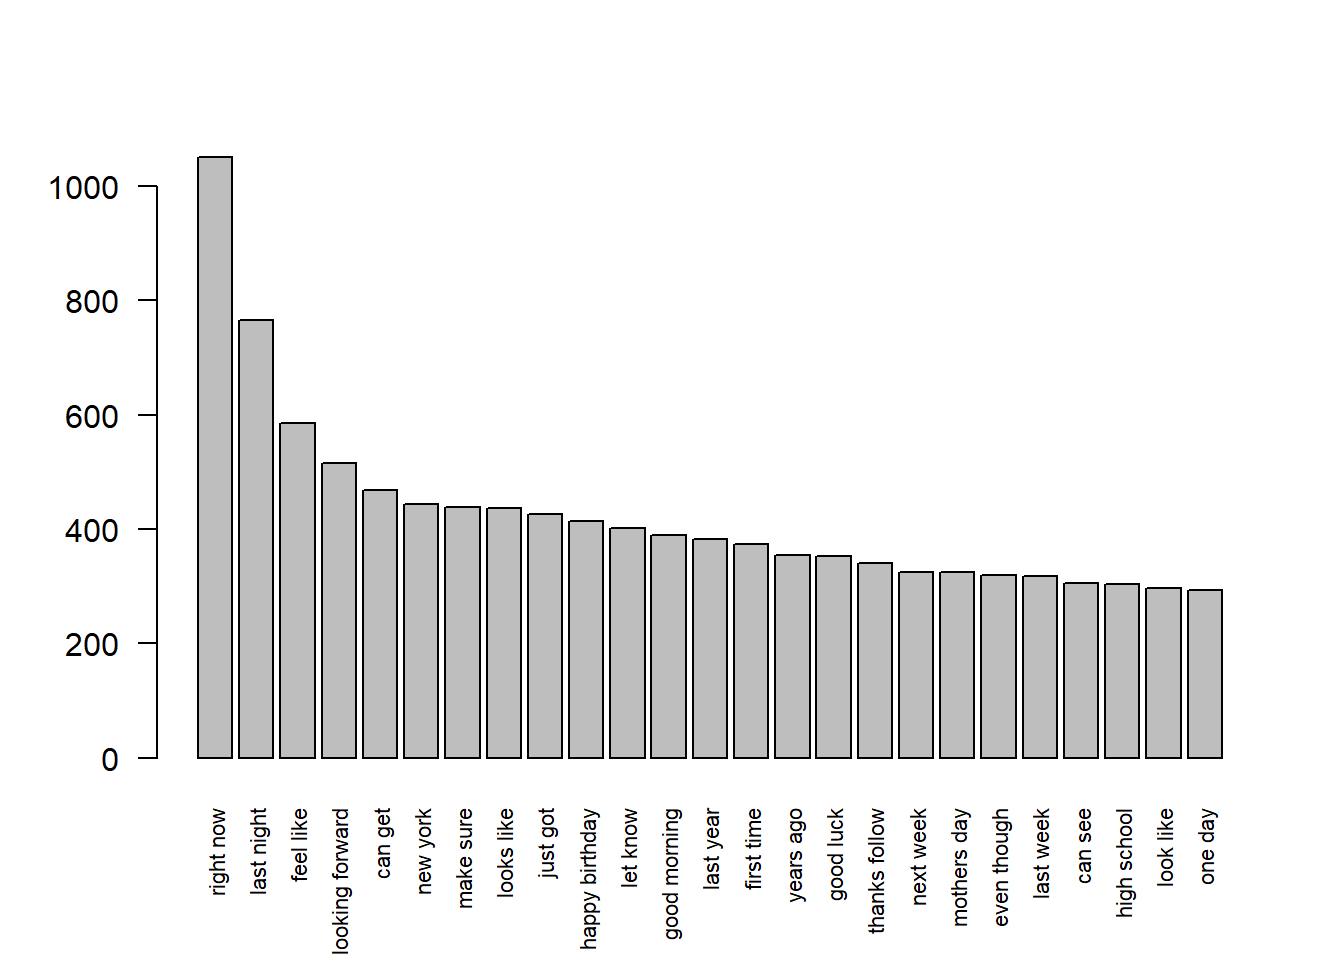 1000
800
600
400
200
0
right now
last night
feel like
looking forward
can get
new york
make sure
looks like
just got
happy birthday
let know
good morning
last year
first time
years ago
good luck
thanks follow
next week
mothers day
even though
last week
can see
high school
look like
one day